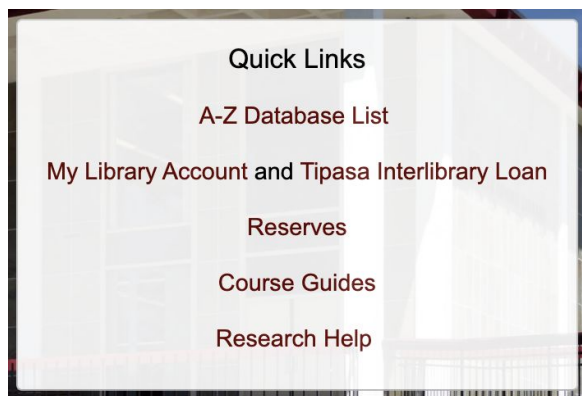 Quick Links
A-Z Database List
My Library Account and Tipasa Interlibrary Loan
Reserves
Course Guides
Research Help